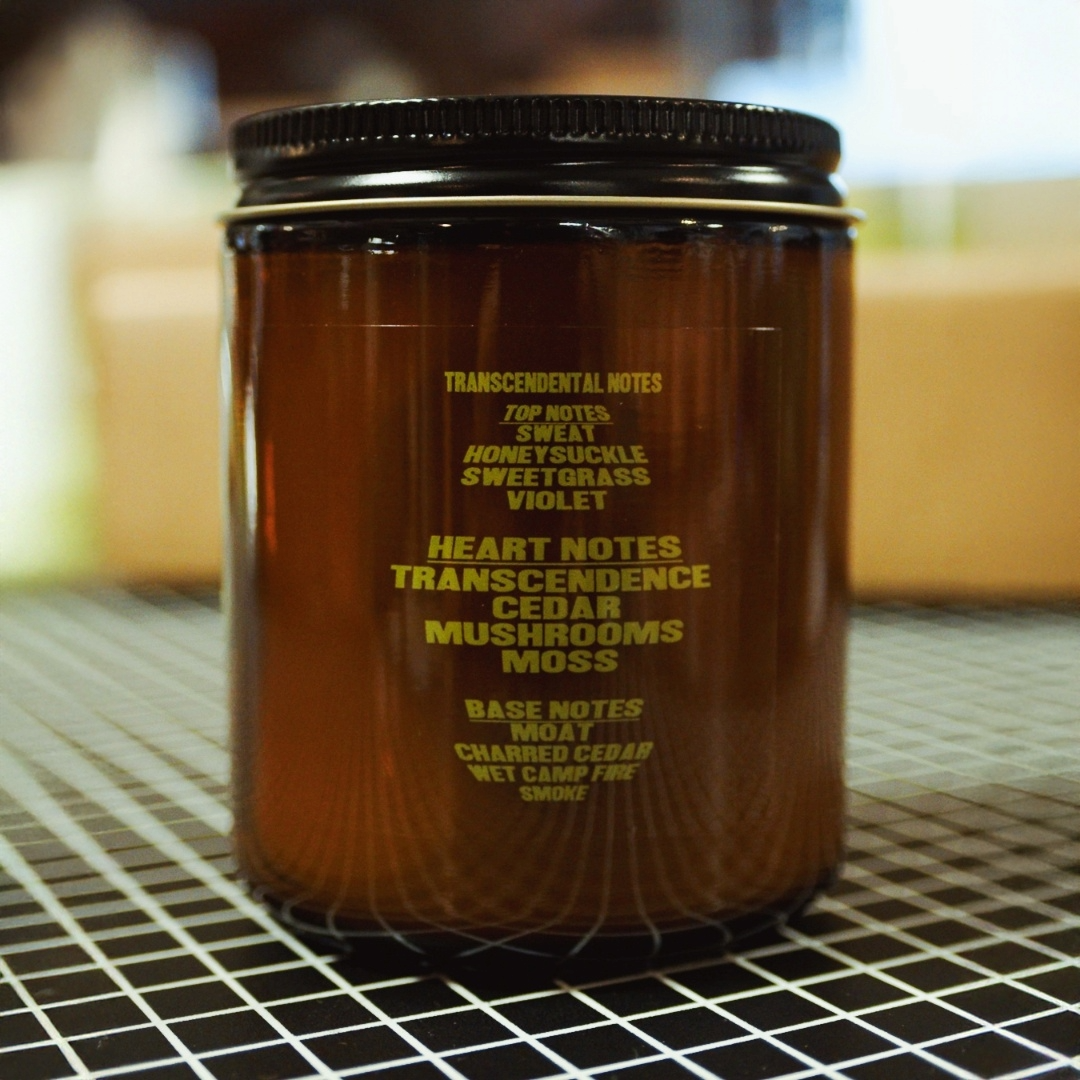 TRANSCENDENTAL NOTES
TOP NOTES
SWEAT
HONEYSUCKLE
SWEETGRASS
VIOLET
HEART NOTES
TRANSCENDENCE
CEDAR
MUSHROOMS
MOSS
BASE NOTES
MOAT
CHARRED CEDAR
WET CAMP FIRE
SMOKE